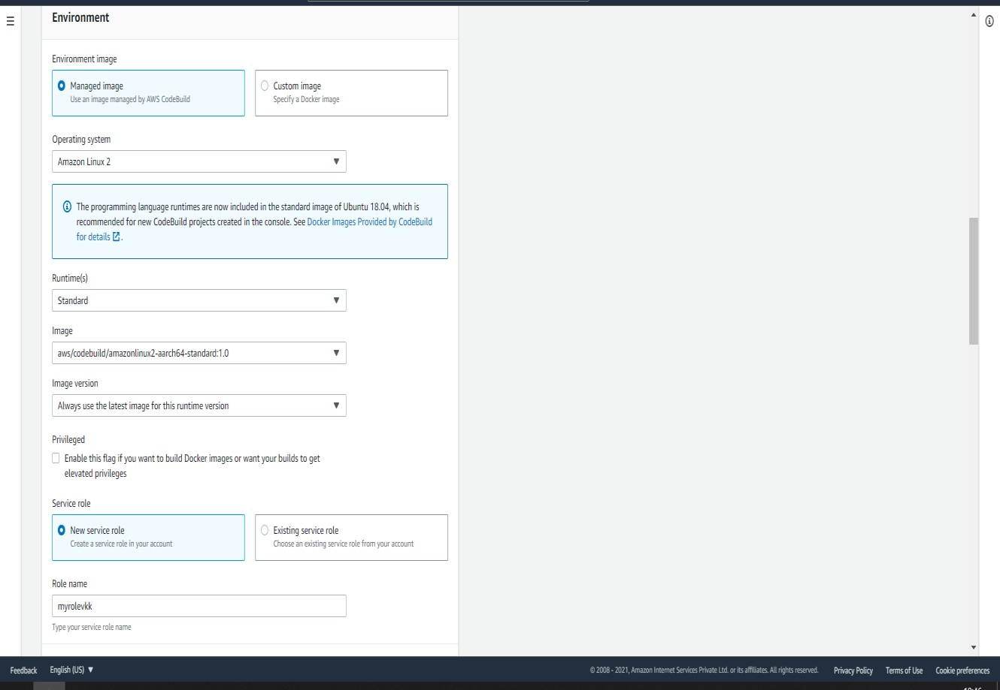 Environment
Environment image
Managed image
Use an image managed by AWS CodeBuild
Custom image
Specify a Docker image
Operating system
Amazon Linux 2
The programming language runtimes are now included in the standard image of Ubuntu 18.04, which is
recommended for new CodeBuild projects created in the console. See Docker Images Provided by CodeBuild
for details .
Runtime(s)
Standard
Image
aws/codebuild/amazonlinux2-aarch64-standard:1.0
Image version
Always use the latest image for this runtime version
Privileged
Enable this flag if you want to build Docker images or want your builds to get
elevated privileges
Service role
New service role
Create a service role in your account
Existing service role
Choose an existing service role from your account
Role name
myrolevkk
Type your service role name
Feedback English (US) © 2008 - 2021, Amazon Internet Services Private Ltd. or its affiliates. All rights reserved. Privacy Policy Terms of Use Cookie preferences